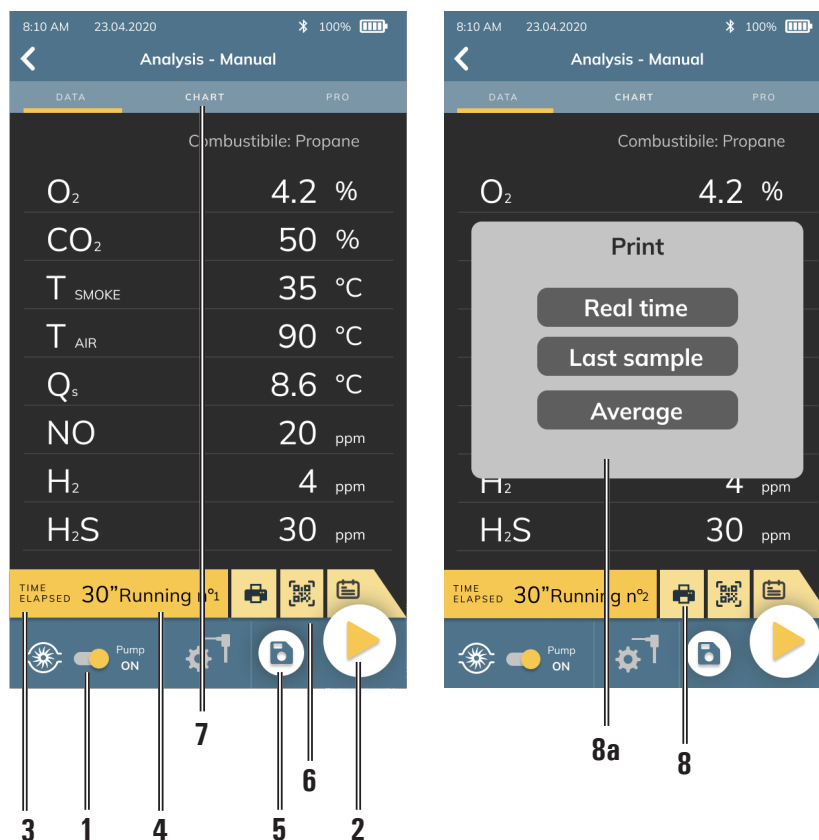 8:10 AM 23.04.2020 100%
Analysis - Manual
DATA CHART PRO
Combustibile: Propane
O₂ 4.2 %
CO₂ 50 %
T SMOKE 35 °C
T AIR 90 °C
Qₛ 8.6 °C
NO 20 ppm
H₂ 4 ppm
H₂S 30 ppm
TIME
ELAPSED 30” Running n°1
Pump
ON
7
6
3 1 4 5 2
8:10 AM 23.04.2020 100%
Analysis - Manual
DATA CHART PRO
Combustibile: Propane
O₂ 4.2 %
Print
Real time
Last sample
Average
H₂ 4 ppm
H₂S 30 ppm
TIME
ELAPSED 30” Running n°2
Pump
ON
8a 8